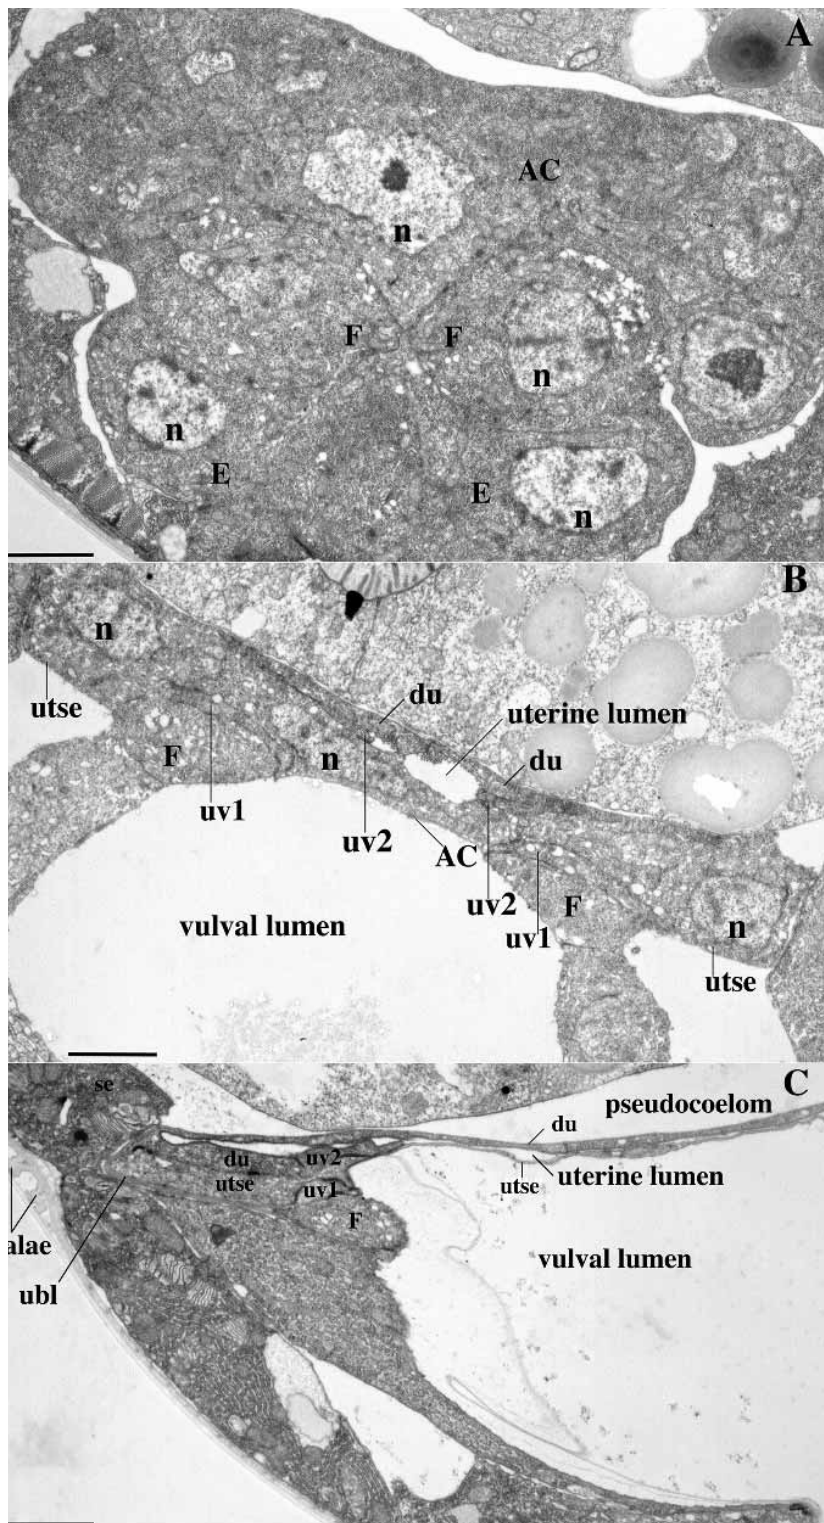 A
AC
n
F F
n
n
E E
n
B
n
utse
du
uterine lumen
F
n
du
uv1
uv2
AC
vulval lumen
uv2
F
uv1
n
utse
C
se
pseudocoelom
du
du
uv2
utse
utse
uterine lumen
uv1
F
alae
vulval lumen
ubl